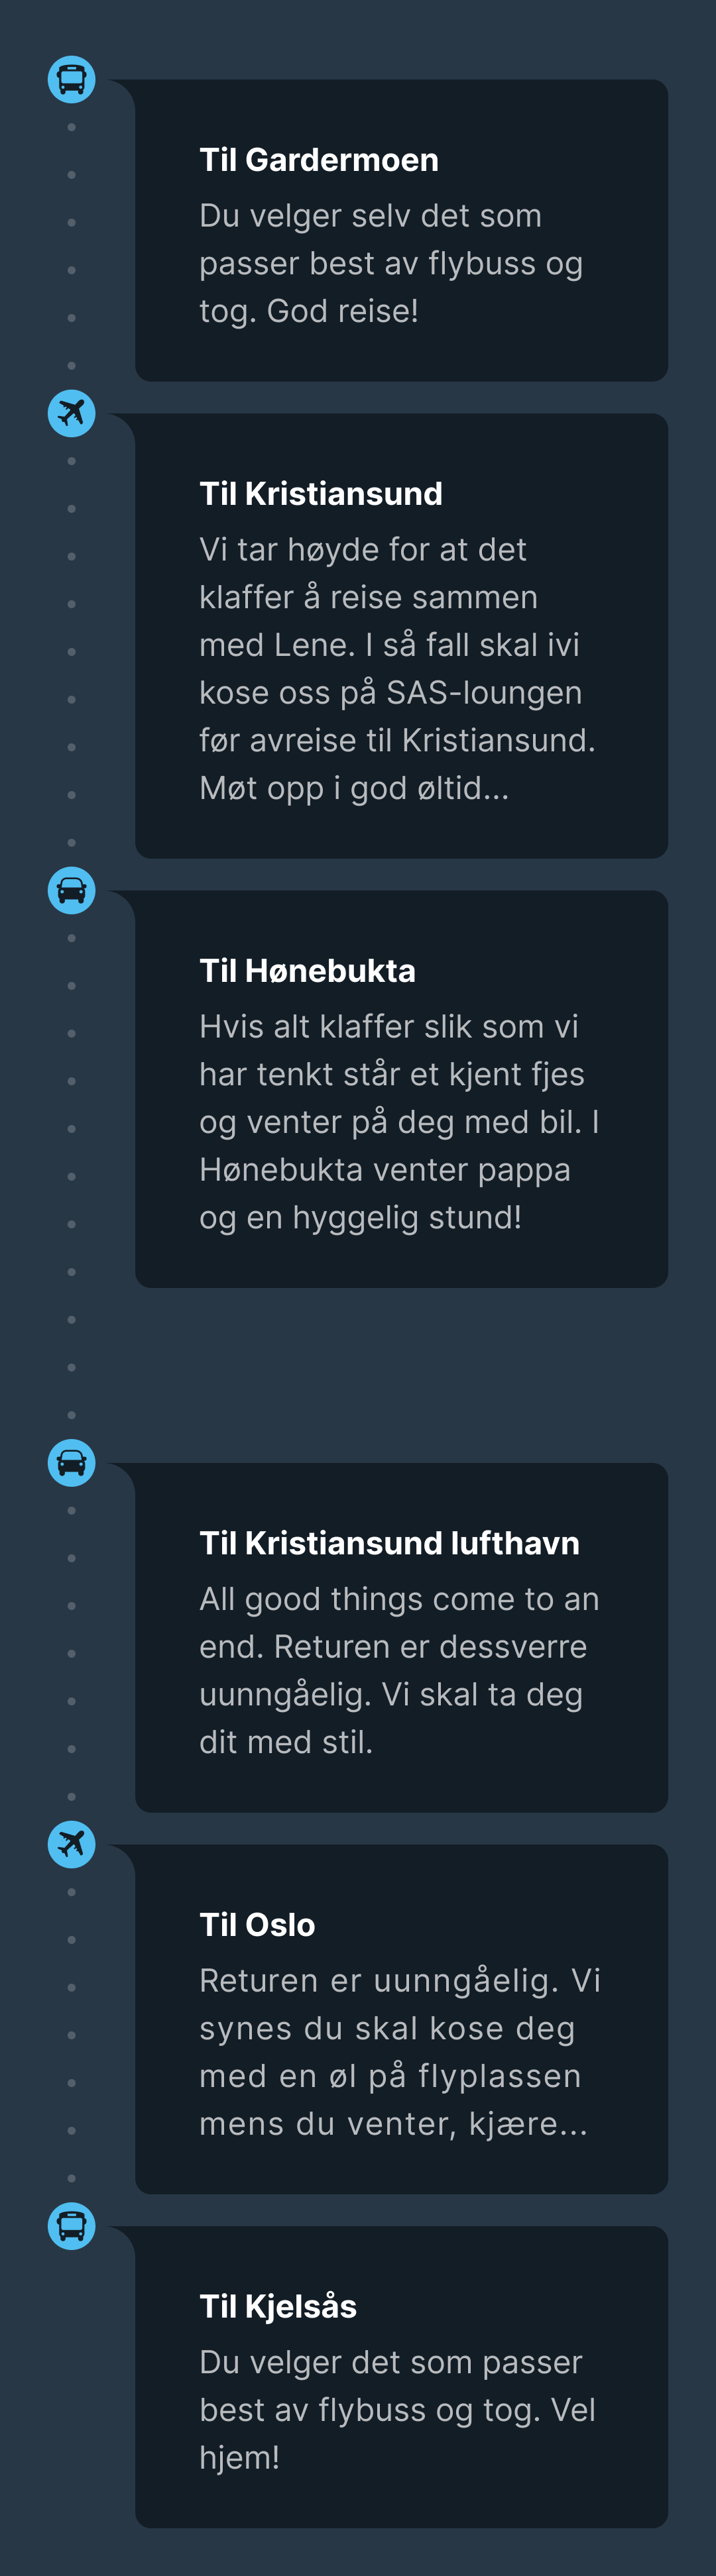 Til Gardermoen
Du velger selv det som
passer best av flybuss og
tog. God reise!
Til Kristiansund
Vi tar høyde for at det
klaffer å reise sammen
med Lene. I så fall skal ivi
kose oss på SAS-loungen
før avreise til Kristiansund.
Møt opp i god øltid...
Til Hønebukta
Hvis alt klaffer slik som vi
har tenkt står et kjent fjes
og venter på deg med bil. I
Hønebukta venter pappa
og en hyggelig stund!
Til Kristiansund lufthavn
All good things come to an
end. Returen er dessverre
uunngåelig. Vi skal ta deg
dit med stil.
Til Oslo
Returen er uunngåelig. Vi
synes du skal kose deg
med en øl på flyplassen
mens du venter, kjære...
Til Kjelsås
Du velger det som passer
best av flybuss og tog. Vel
hjem!